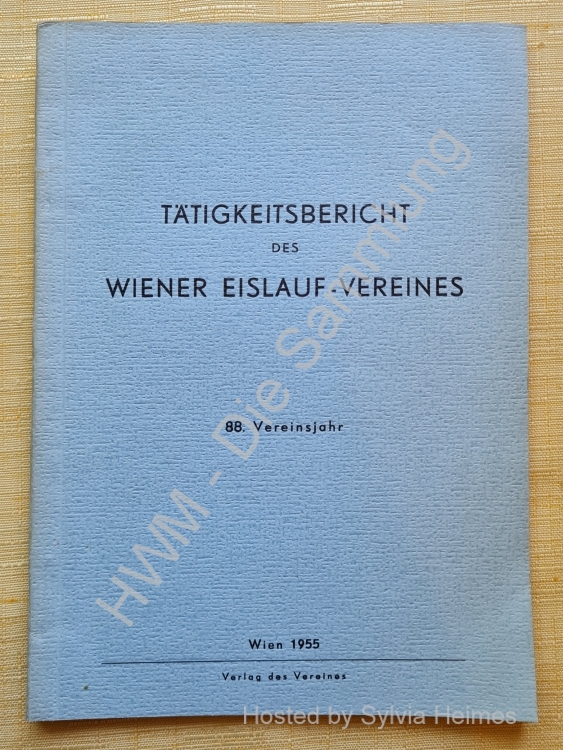 TÄTIGKEITSBERICHT
DES
WIENER EISLAUF-VEREINES
88. Vereinsjahr
HWM - Die Sammlung
Wien 1955
Verlag des Vereines
Hosted by Sylvia Heimes